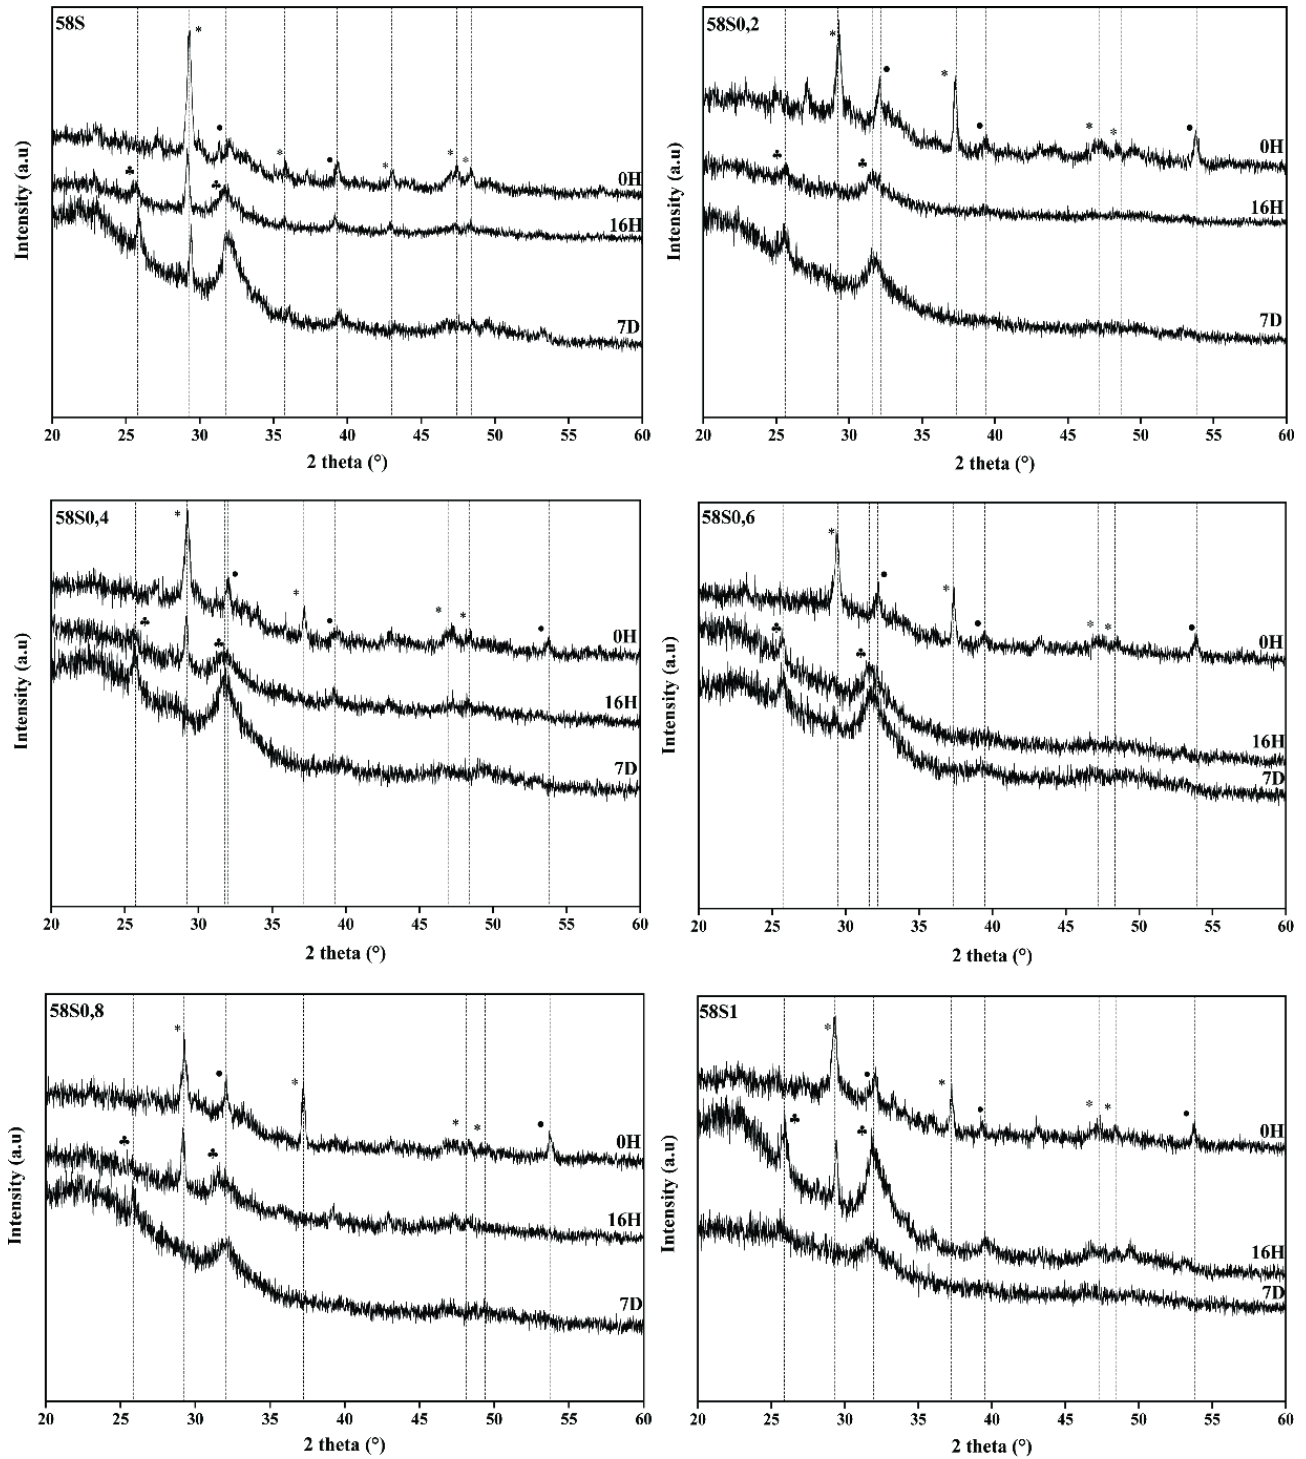 58S
* • * • * * *
♣ ♣
0H
16H
7D
Intensity (a.u)
20 25 30 35 40 45 50 55 60
2 theta (°)
58S0,2
* • * • * * •
♣ ♣
0H
16H
7D
Intensity (a.u)
20 25 30 35 40 45 50 55 60
2 theta (°)
58S0,4
* • * • * * •
♣ ♣
0H
16H
7D
Intensity (a.u)
20 25 30 35 40 45 50 55 60
2 theta (°)
58S0,6
* • * • * * •
♣ ♣
0H
16H
7D
Intensity (a.u)
20 25 30 35 40 45 50 55 60
2 theta (°)
58S0,8
* • * * * •
♣ ♣
0H
16H
7D
Intensity (a.u)
20 25 30 35 40 45 50 55 60
2 theta (°)
58S1
* • * • * * •
♣ ♣
0H
16H
7D
Intensity (a.u)
20 25 30 35 40 45 50 55 60
2 theta (°)